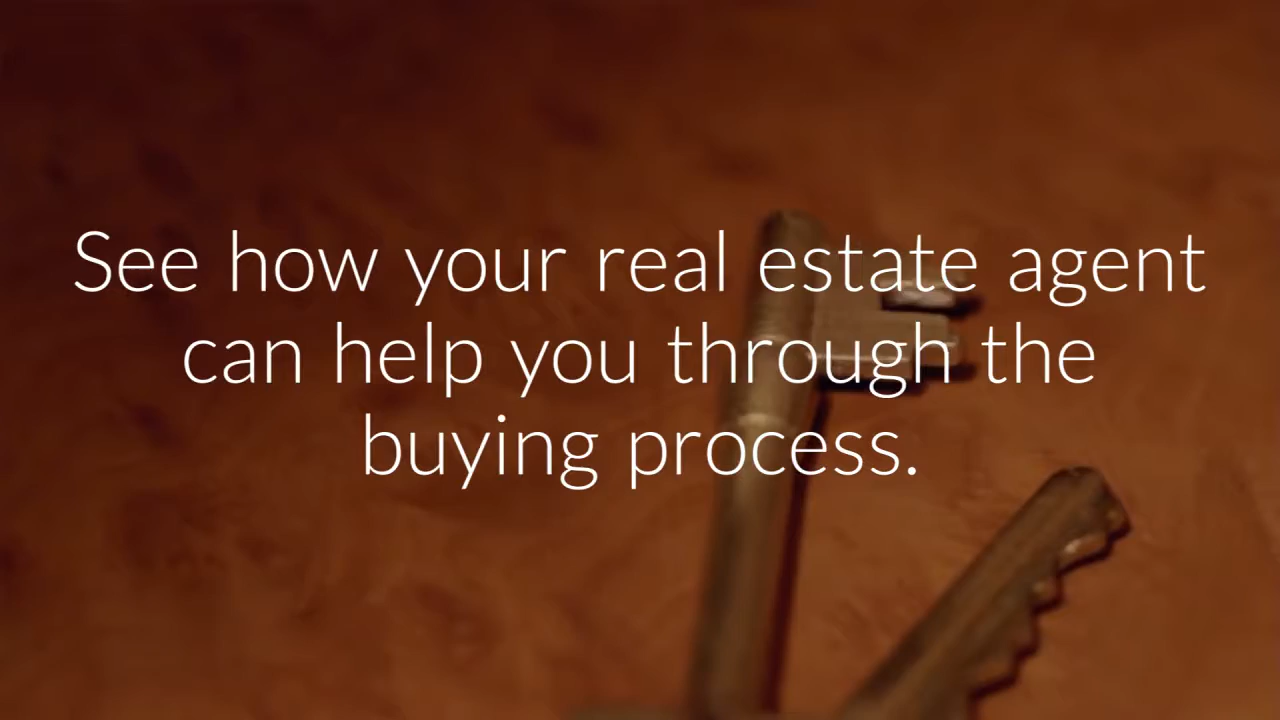 See how your real estate agent
can help you through the
buying process.